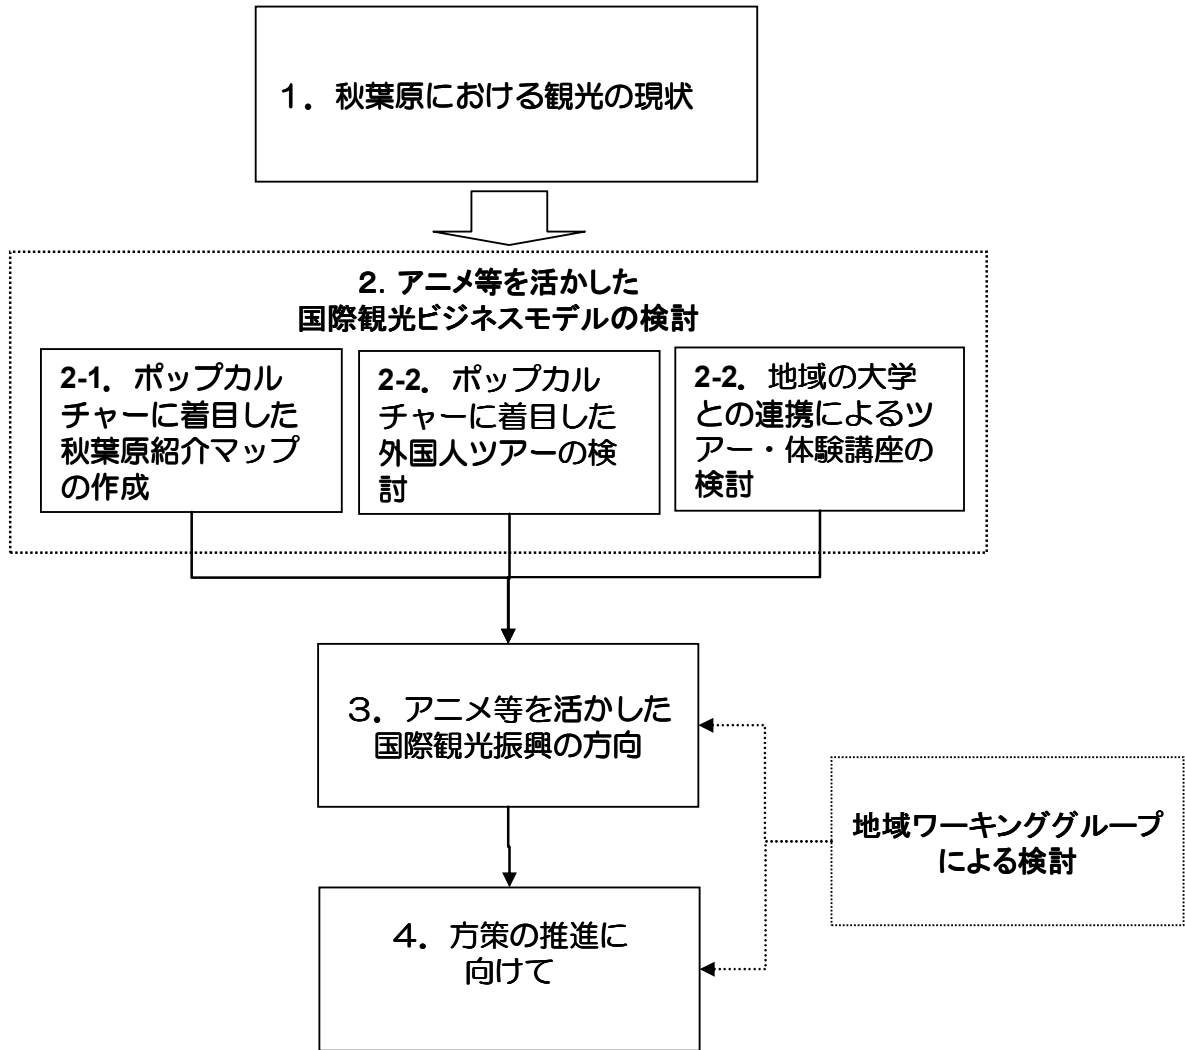 １．秋葉原における観光の現状
２．アニメ等を活かした
国際観光ビジネスモデルの検討
2-1．ポップカル
チャーに着目した
秋葉原紹介マップ
の作成
2-2．ポップカル
チャーに着目した
外国人ツアーの検
討
2-2．地域の大学
との連携によるツ
アー・体験講座の
検討
３．アニメ等を活かした
国際観光振興の方向
地域ワーキンググループ
による検討
４．方策の推進に
向けて